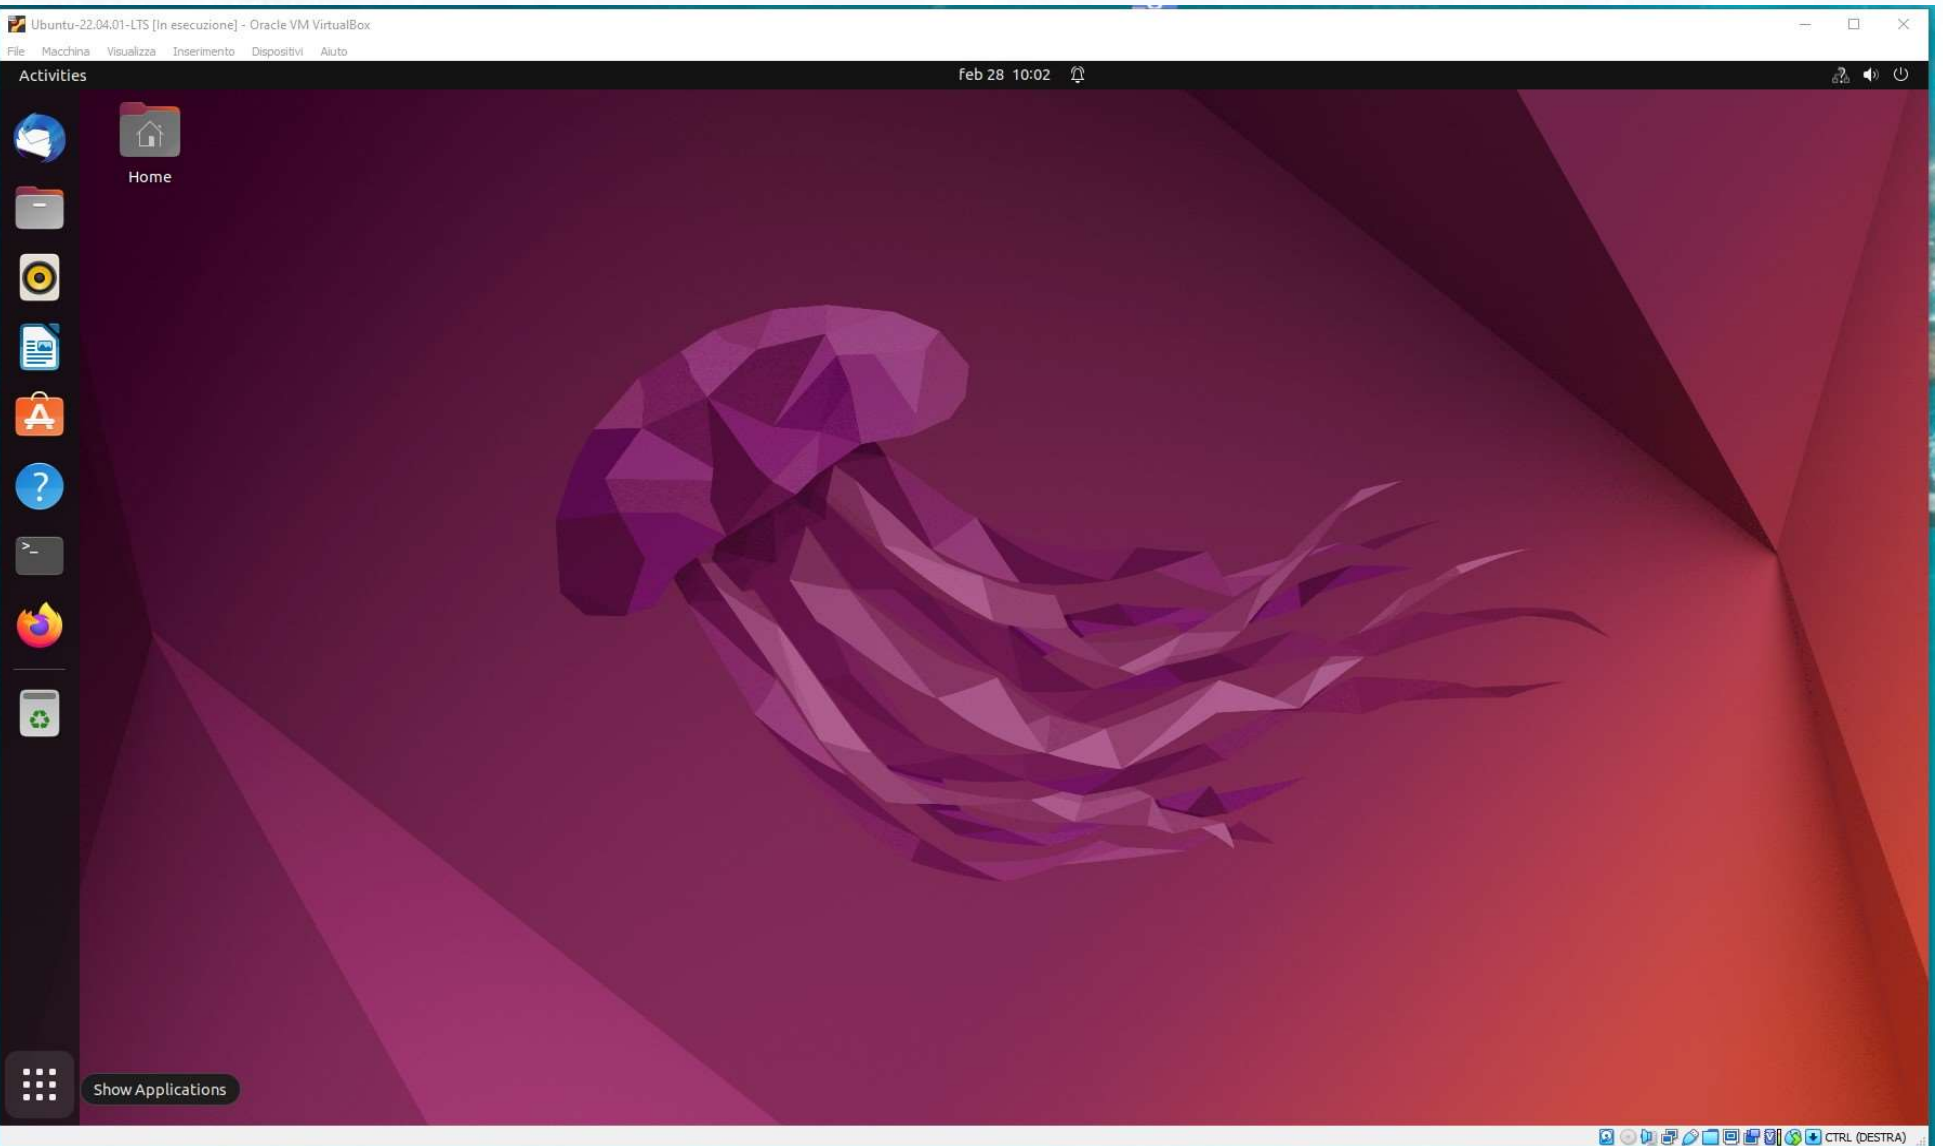 Ubuntu-22.04.01-LTS [In esecuzione] - Oracle VM VirtualBox
File Macchina Visualizza Inserimento Dispositivi Aiuto
Activities feb 28 10:02
Home
Show Applications
CTRL (DESTRA)